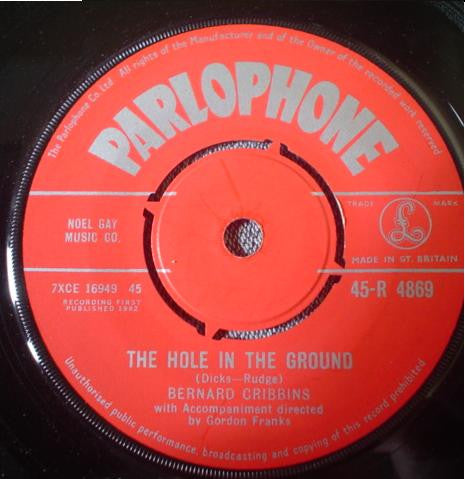 The Parlophone Co. Ltd. All rights of the Manufacturer and of the Owner of the recorded work reserved
PARLOPHONE
NOEL GAY
MUSIC CO.
TRADE MARK
£
MADE IN GT. BRITAIN
7XCE 16949 45
45-R 4869
RECORDING FIRST
PUBLISHED 1962
THE HOLE IN THE GROUND
(Dicks—Rudge)
BERNARD CRIBBINS
with Accompaniment directed
by Gordon Franks
Unauthorised public performance, broadcasting and copying of this record prohibited